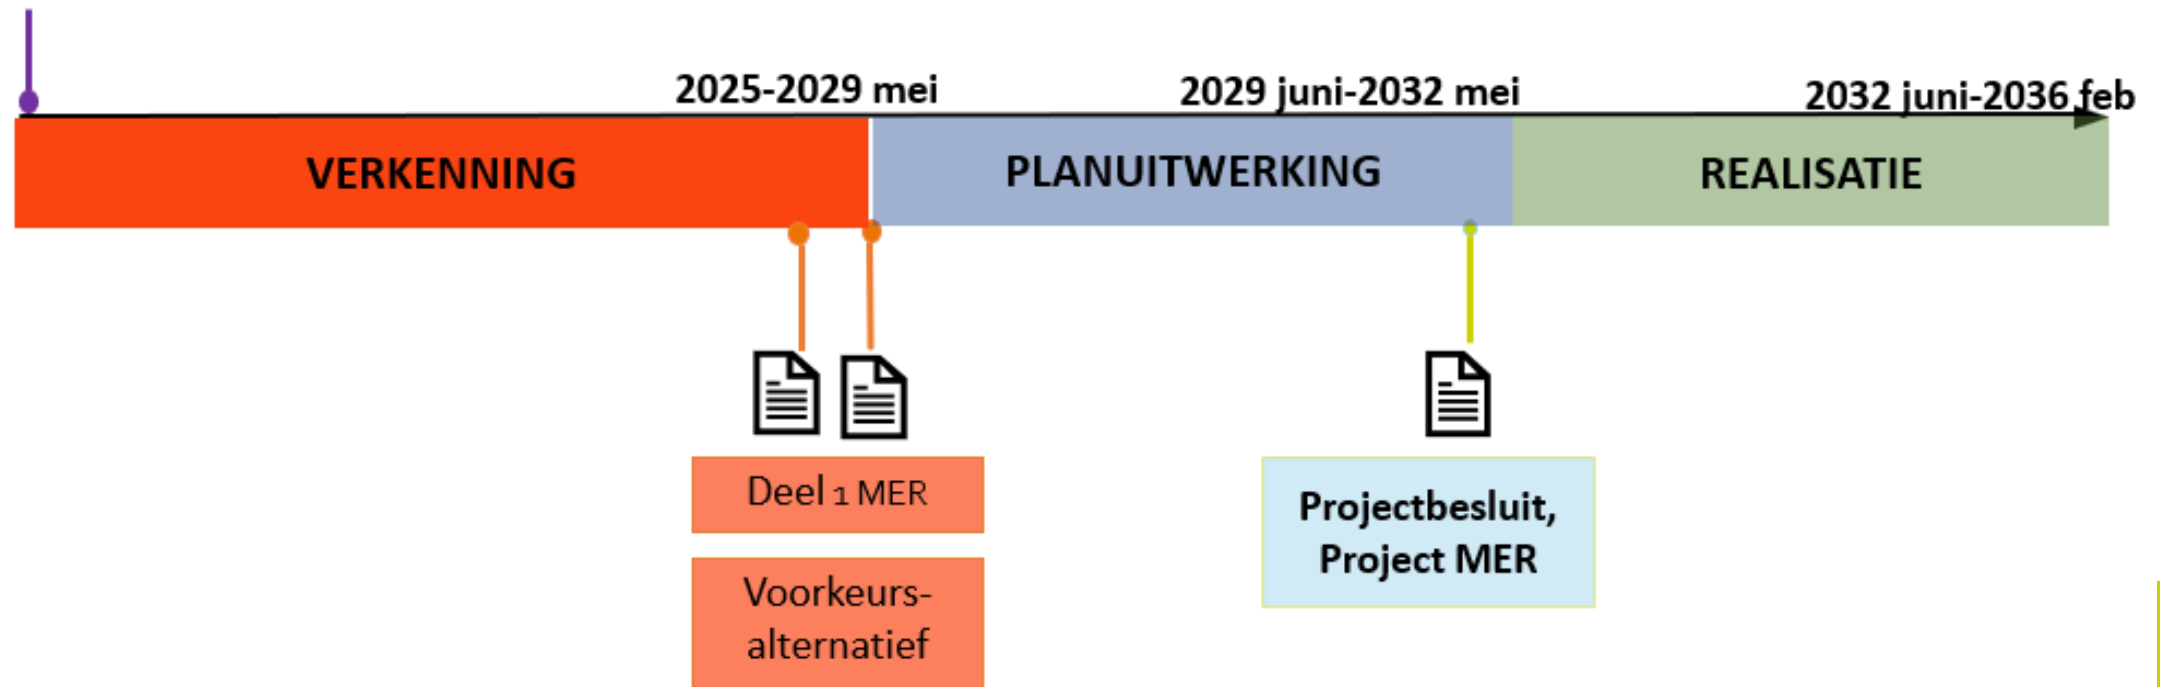 2025-2029 mei
2029 juni-2032 mei
2032 juni-2036 feb
VERKENNING
PLANUITWERKING
REALISATIE
Deel 1 MER
Voorkeurs-
alternatief
Projectbesluit,
Project MER